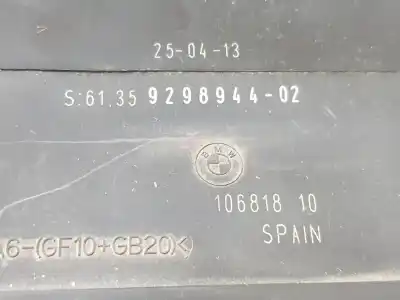 25-04-13
S:61.35 9298944-02
BMW
106818 10
SPAIN
6-(GF10+GB20)<